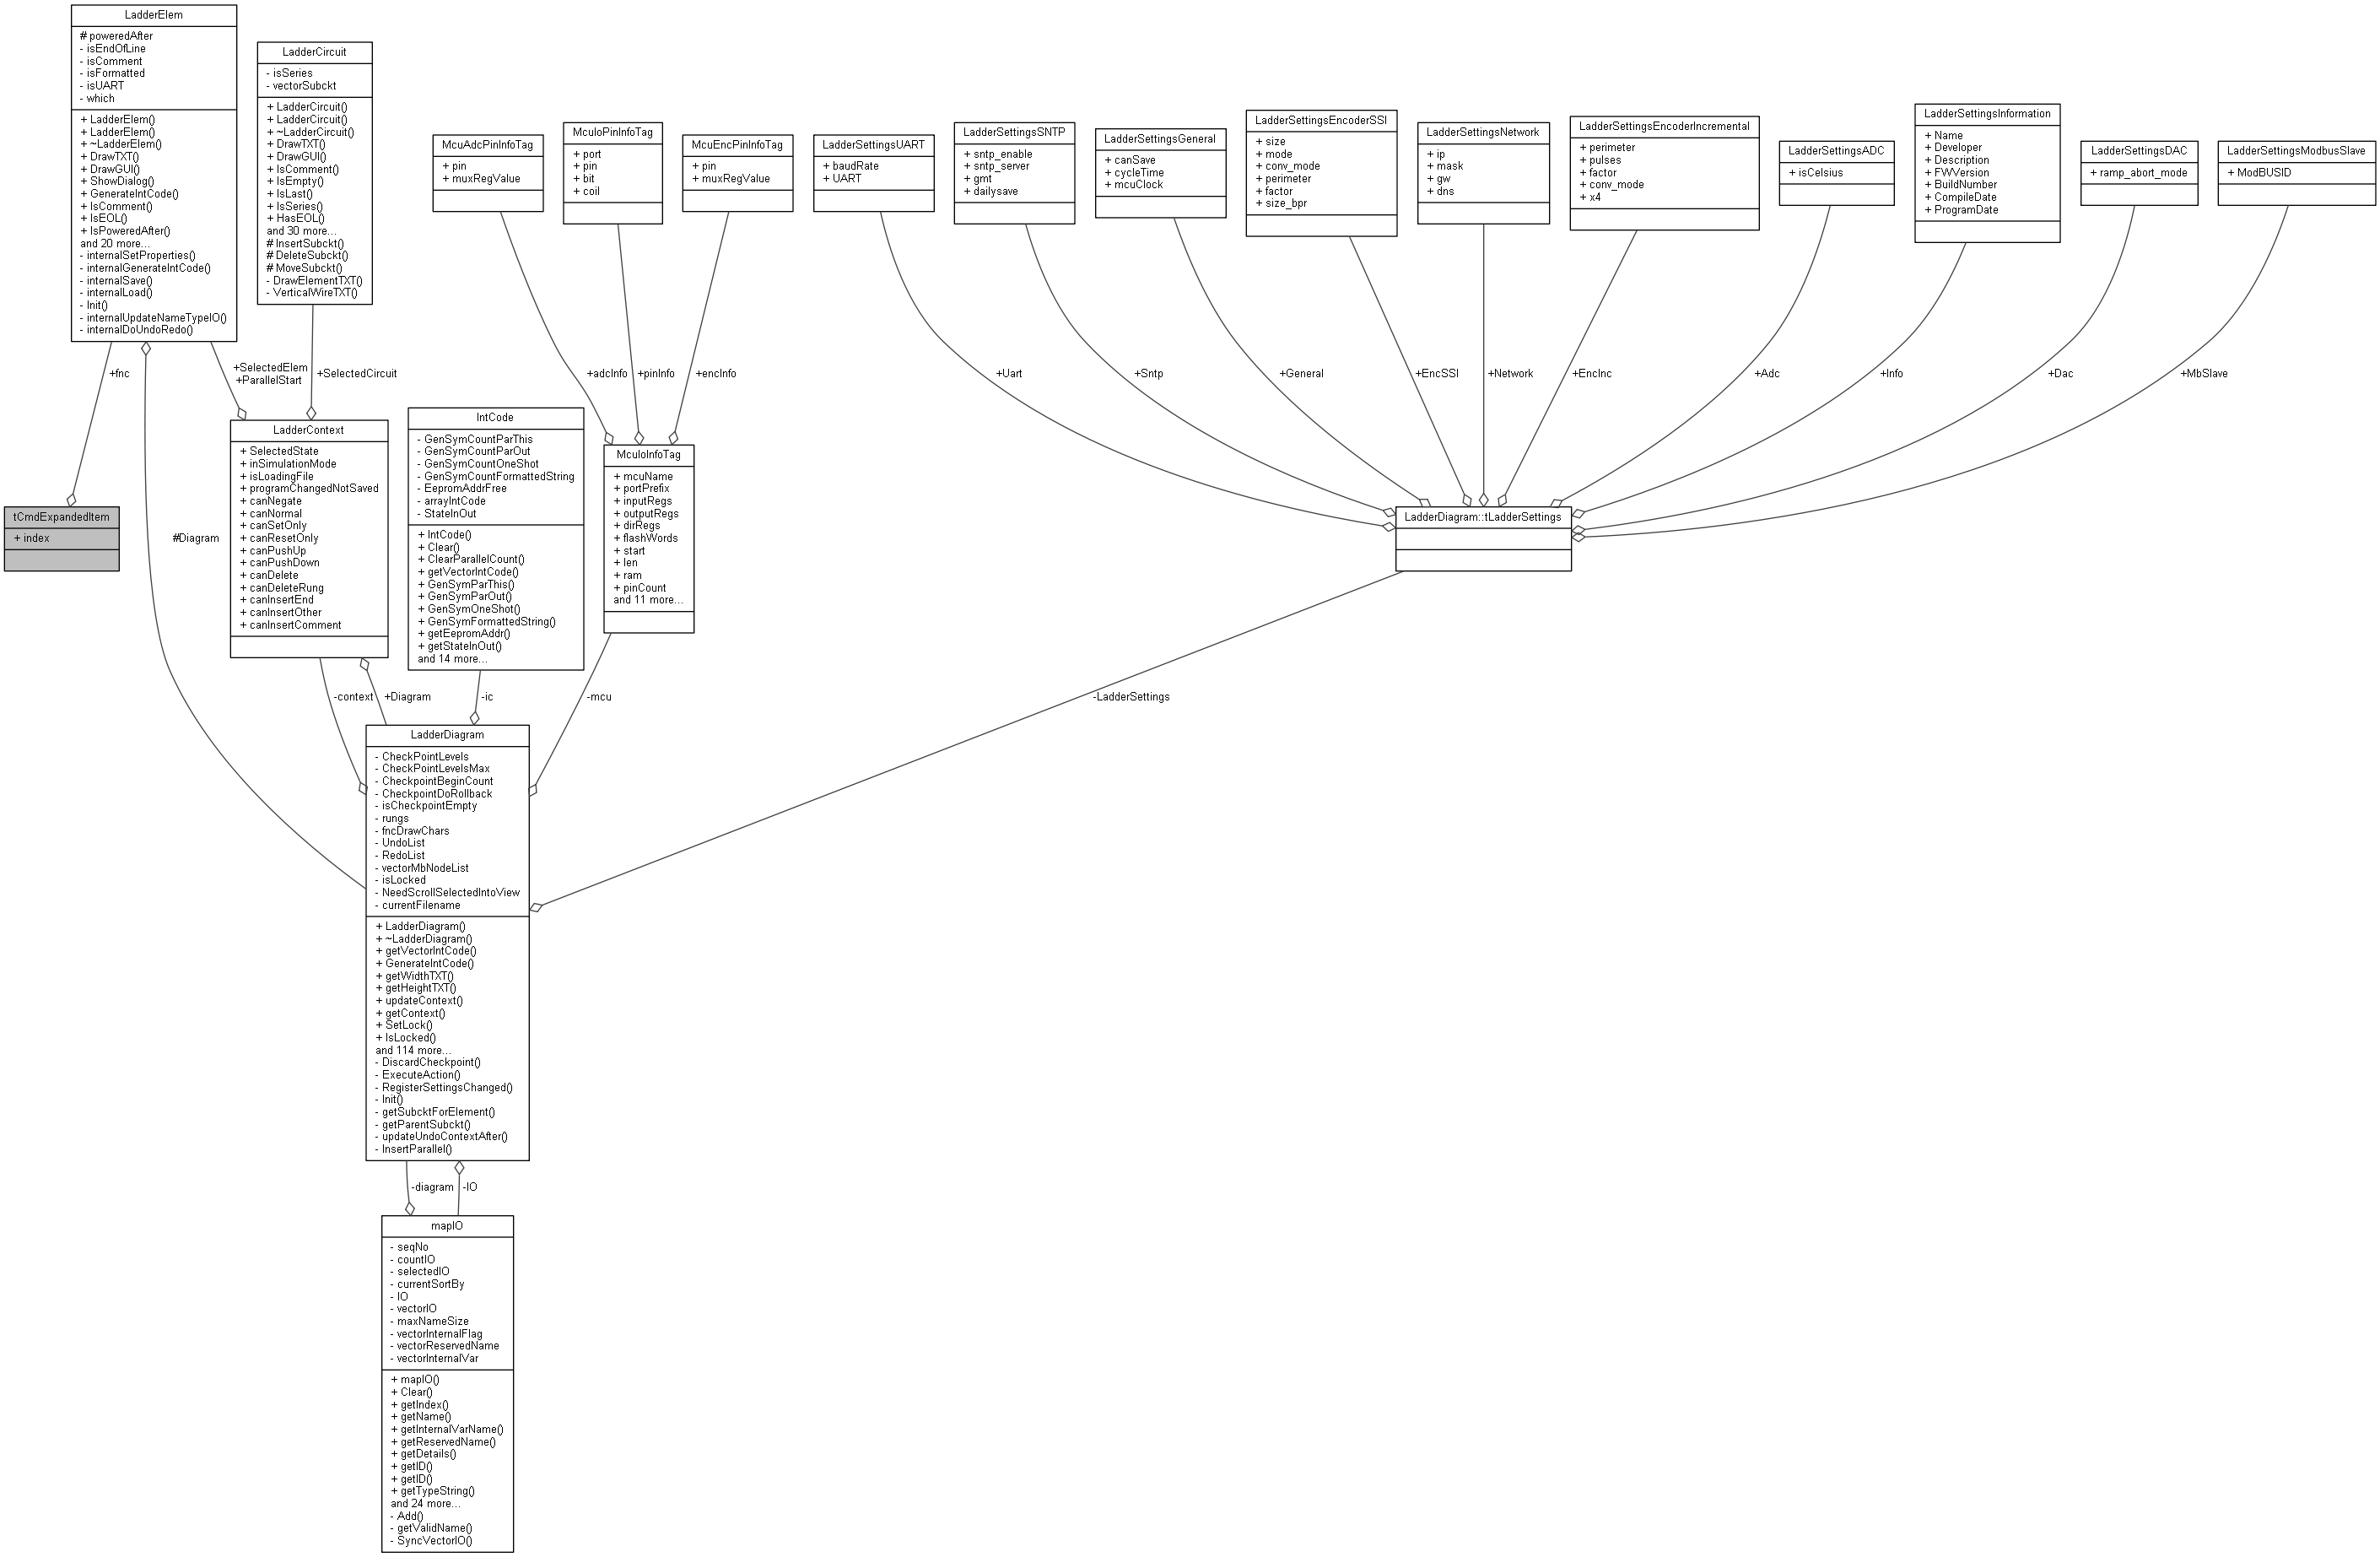 LadderElem
# poweredAfter
- isEndOfLine
- isComment
- isFormatted
- isUART
- which
+ LadderElem()
+ LadderElem()
+ ~LadderElem()
+ DrawTXT()
+ DrawGUI()
+ ShowDialog()
+ GenerateIntCode()
+ IsComment()
+ IsEOL()
+ IsPoweredAfter()
and 20 more...
- internalSetProperties()
- internalGenerateIntCode()
- internalSave()
- internalLoad()
- Init()
- internalUpdateNameTypeIO()
- internalDoUndoRedo()
LadderCircuit
- isSeries
- vectorSubckt
+ LadderCircuit()
+ LadderCircuit()
+ ~LadderCircuit()
+ DrawTXT()
+ DrawGUI()
+ IsComment()
+ IsEmpty()
+ IsLast()
+ IsSeries()
+ HasEOL()
and 30 more...
# InsertSubckt()
# DeleteSubckt()
# MoveSubckt()
- DrawElementTXT()
- VerticalWireTXT()
McuAdcPinInfoTag
+ pin
+ muxRegValue
McuIoPinInfoTag
+ port
+ pin
+ bit
+ coil
McuEncPinInfoTag
+ pin
+ muxRegValue
LadderSettingsUART
+ baudRate
+ UART
LadderSettingsSNTP
+ sntp_enable
+ sntp_server
+ gmt
+ dailysave
LadderSettingsGeneral
+ canSave
+ cycleTime
+ mcuClock
LadderSettingsEncoderSSI
+ size
+ mode
+ conv_mode
+ perimeter
+ factor
+ size_bpr
LadderSettingsNetwork
+ ip
+ mask
+ gw
+ dns
LadderSettingsEncoderIncremental
+ perimeter
+ pulses
+ factor
+ conv_mode
+ x4
LadderSettingsADC
+ isCelsius
LadderSettingsInformation
+ Name
+ Developer
+ Description
+ FWVersion
+ BuildNumber
+ CompileDate
+ ProgramDate
LadderSettingsDAC
+ ramp_abort_mode
LadderSettingsModbusSlave
+ ModBUSID
+fnc
+SelectedElem
+ParallelStart
+SelectedCircuit
+adcInfo
+pinInfo
+encInfo
+Uart
+Sntp
+General
+EncSSI
+Network
+EncInc
+Adc
+Info
+Dac
+MbSlave
tCmdExpandedItem
+ index
#Diagram
LadderContext
+ SelectedState
+ inSimulationMode
+ isLoadingFile
+ programChangedNotSaved
+ canNegate
+ canNormal
+ canSetOnly
+ canResetOnly
+ canPushUp
+ canPushDown
+ canDelete
+ canDeleteRung
+ canInsertEnd
+ canInsertOther
+ canInsertComment
IntCode
- GenSymCountParThis
- GenSymCountParOut
- GenSymCountOneShot
- GenSymCountFormattedString
- EepromAddrFree
- arrayIntCode
- StateInOut
+ IntCode()
+ Clear()
+ ClearParallelCount()
+ getVectorIntCode()
+ GenSymParThis()
+ GenSymParOut()
+ GenSymOneShot()
+ GenSymFormattedString()
+ getEepromAddr()
+ getStateInOut()
and 14 more...
McuIoInfoTag
+ mcuName
+ portPrefix
+ inputRegs
+ outputRegs
+ dirRegs
+ flashWords
+ start
+ len
+ ram
+ pinCount
and 11 more...
LadderDiagram::tLadderSettings
-context
+Diagram
-ic
-mcu
-LadderSettings
LadderDiagram
- CheckPointLevels
- CheckPointLevelsMax
- CheckpointBeginCount
- CheckpointDoRollback
- isCheckpointEmpty
- rungs
- fncDrawChars
- UndoList
- RedoList
- vectorMbNodeList
- isLocked
- NeedScrollSelectedIntoView
- currentFilename
+ LadderDiagram()
+ ~LadderDiagram()
+ getVectorIntCode()
+ GenerateIntCode()
+ getWidthTXT()
+ getHeightTXT()
+ updateContext()
+ getContext()
+ SetLock()
+ IsLocked()
and 114 more...
- DiscardCheckpoint()
- ExecuteAction()
- RegisterSettingsChanged()
- Init()
- getSubcktForElement()
- getParentSubckt()
- updateUndoContextAfter()
- InsertParallel()
-diagram
-IO
mapIO
- seqNo
- countIO
- selectedIO
- currentSortBy
- IO
- vectorIO
- maxNameSize
- vectorInternalFlag
- vectorReservedName
- vectorInternalVar
+ mapIO()
+ Clear()
+ getIndex()
+ getName()
+ getInternalVarName()
+ getReservedName()
+ getDetails()
+ getID()
+ getID()
+ getTypeString()
and 24 more...
- Add()
- getValidName()
- SyncVectorIO()